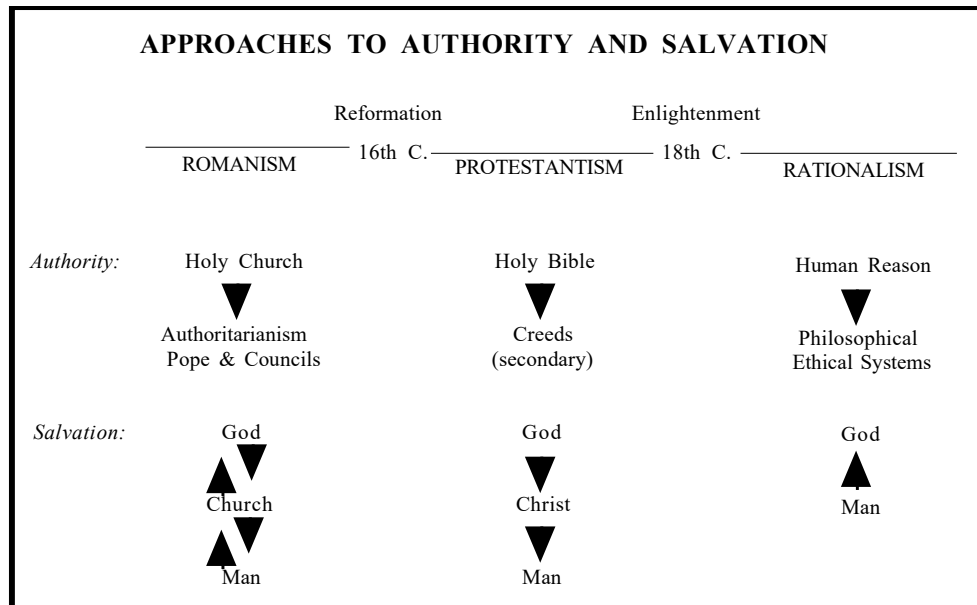 APPROACHES TO AUTHORITY AND SALVATION
Reformation Enlightenment
16th C. 18th C.
ROMANISM PROTESTANTISM RATIONALISM
Authority: Holy Church Holy Bible Human Reason
Authoritarianism Creeds Philosophical
Pope & Councils (secondary) Ethical Systems
Salvation: God God God
Church Christ Man
Man Man